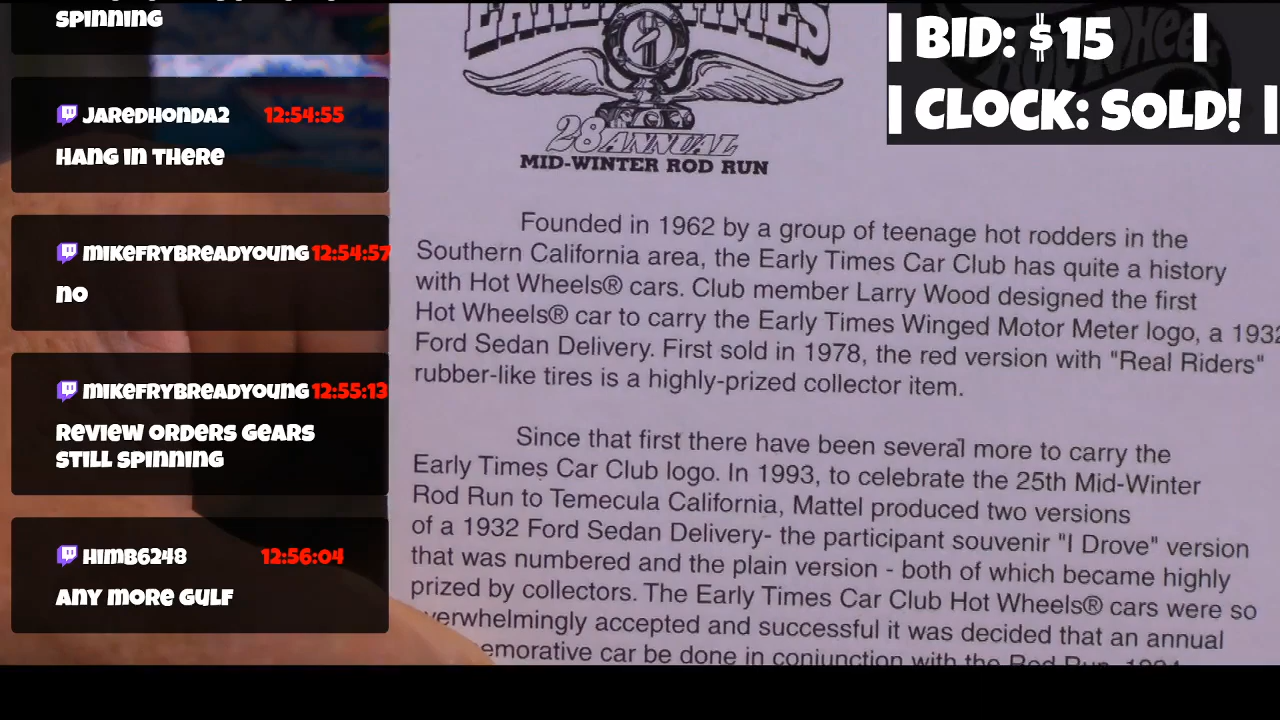 SPINNING
JAREDHONDA2 12:54:55
HANG IN THERE
MIKEFRYBREADYOUNG 12:54:57
NO
MIKEFRYBREADYOUNG 12:55:13
REVIEW ORDERS GEARS
STILL SPINNING
HIMB6248 12:56:04
ANY MORE GULF
| BID: $15 |
| CLOCK: SOLD! |
EARLY TIMES
28 ANNUAL
MID-WINTER ROD RUN
Founded in 1962 by a group of teenage hot rodders in the
Southern California area, the Early Times Car Club has quite a history
with Hot Wheels® cars. Club member Larry Wood designed the first
Hot Wheels® car to carry the Early Times Winged Motor Meter logo, a 1932
Ford Sedan Delivery. First sold in 1978, the red version with "Real Riders"
rubber-like tires is a highly-prized collector item.
Since that first there have been several more to carry the
Early Times Car Club logo. In 1993, to celebrate the 25th Mid-Winter
Rod Run to Temecula California, Mattel produced two versions
of a 1932 Ford Sedan Delivery- the participant souvenir "I Drove" version
that was numbered and the plain version - both of which became highly
prized by collectors. The Early Times Car Club Hot Wheels® cars were so
verwhelmingly accepted and successful it was decided that an annual
emorative car be done in conjunction with the Rod Run. 1994